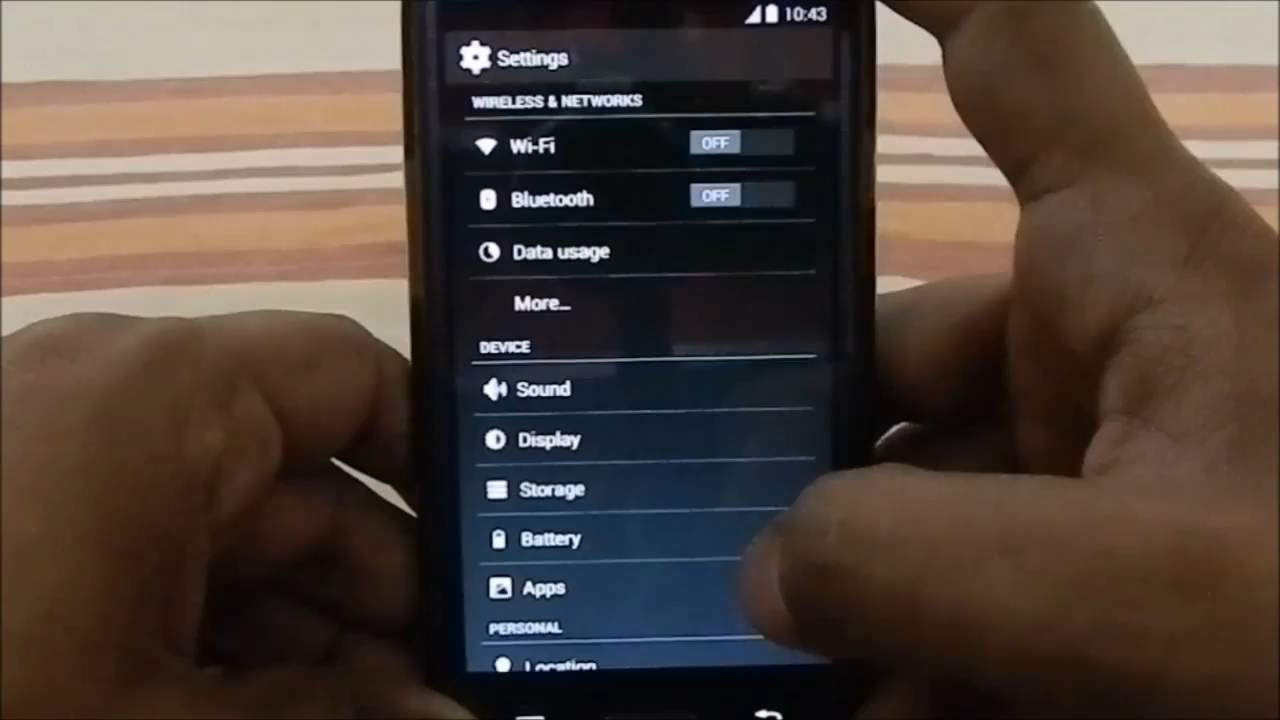 10:43
Settings
WIRELESS & NETWORKS
Wi-Fi OFF
Bluetooth OFF
Data usage
More...
DEVICE
Sound
Display
Storage
Battery
Apps
PERSONAL
Location